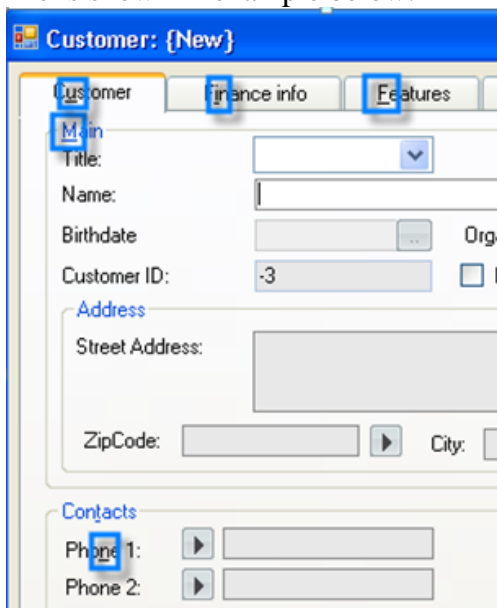 Customer: {New}
Customer Finance info Features
Main
Title:
Name:
Birthdate ..
Customer ID: -3
Address
Street Address:
ZipCode: City:
Contacts
Phone 1:
Phone 2: